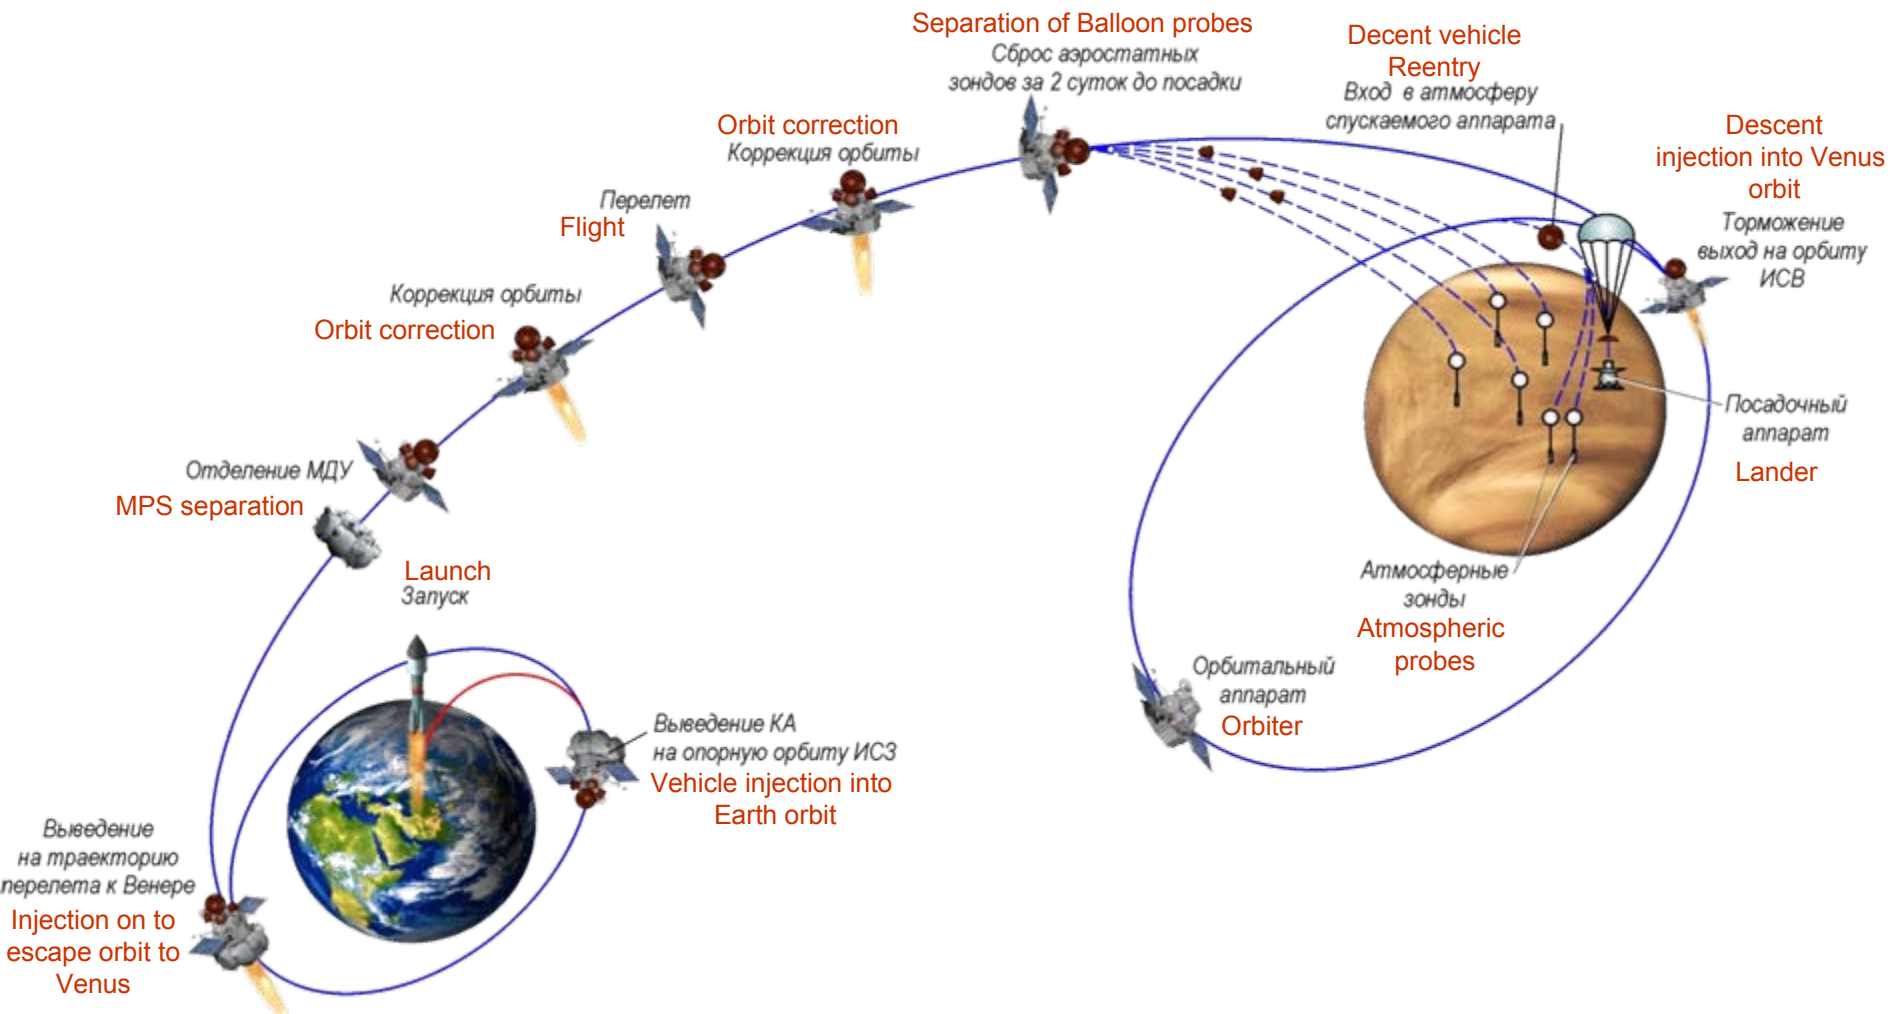 Separation of Balloon probes
Сброс аэростатных
зондов за 2 суток до посадки
Decent vehicle
Reentry
Вход в атмосферу
спускаемого аппарата
Descent
injection into Venus
orbit
Торможение
выход на орбиту
ИСВ
Orbit correction
Коррекция орбиты
Перелет
Flight
Коррекция орбиты
Orbit correction
Отделение МДУ
MPS separation
Посадочный
аппарат
Lander
Launch
Запуск
Атмосферные
зонды
Atmospheric
probes
Орбитальный
аппарат
Orbiter
Выведение КА
на опорную орбиту ИСЗ
Vehicle injection into
Earth orbit
Выведение
на траекторию
перелета к Венере
Injection on to
escape orbit to
Venus